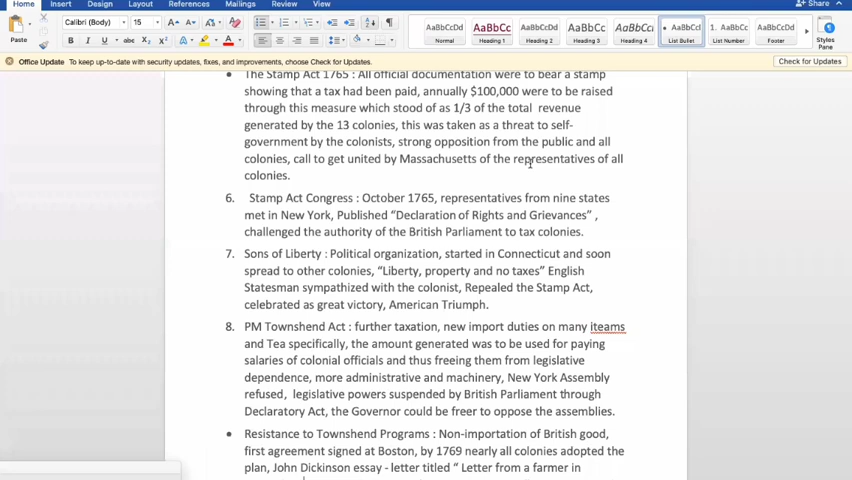 Home Insert Design Layout References Mailings Review View Share
Calibri (Body) 15
Paste
B I U abc X₂ X²
AaBbCcDd AaBbCc AaBbCcDd AaBbCcD AaBbCcD AaBbCcI 1. AaBbCc AaBbCcDd
Normal Heading 1 Heading 2 Heading 3 Heading 4 List Bullet List Number Footer Styles Pane
Office Update To keep up-to-date with security updates, fixes, and improvements, choose Check for Updates. Check for Updates
• The Stamp Act 1765 : All official documentation were to bear a stamp
showing that a tax had been paid, annually $100,000 were to be raised
through this measure which stood of as 1/3 of the total revenue
generated by the 13 colonies, this was taken as a threat to self-
government by the colonists, strong opposition from the public and all
colonies, call to get united by Massachusetts of the representatives of all
colonies.
6. Stamp Act Congress : October 1765, representatives from nine states
met in New York, Published “Declaration of Rights and Grievances” ,
challenged the authority of the British Parliament to tax colonies.
7. Sons of Liberty : Political organization, started in Connecticut and soon
spread to other colonies, “Liberty, property and no taxes” English
Statesman sympathized with the colonist, Repealed the Stamp Act,
celebrated as great victory, American Triumph.
8. PM Townshend Act : further taxation, new import duties on many iteams
and Tea specifically, the amount generated was to be used for paying
salaries of colonial officials and thus freeing them from legislative
dependence, more administrative and machinery, New York Assembly
refused, legislative powers suspended by British Parliament through
Declaratory Act, the Governor could be freer to oppose the assemblies.
• Resistance to Townshend Programs : Non-importation of British good,
first agreement signed at Boston, by 1769 nearly all colonies adopted the
plan, John Dickinson essay - letter titled “ Letter from a farmer in